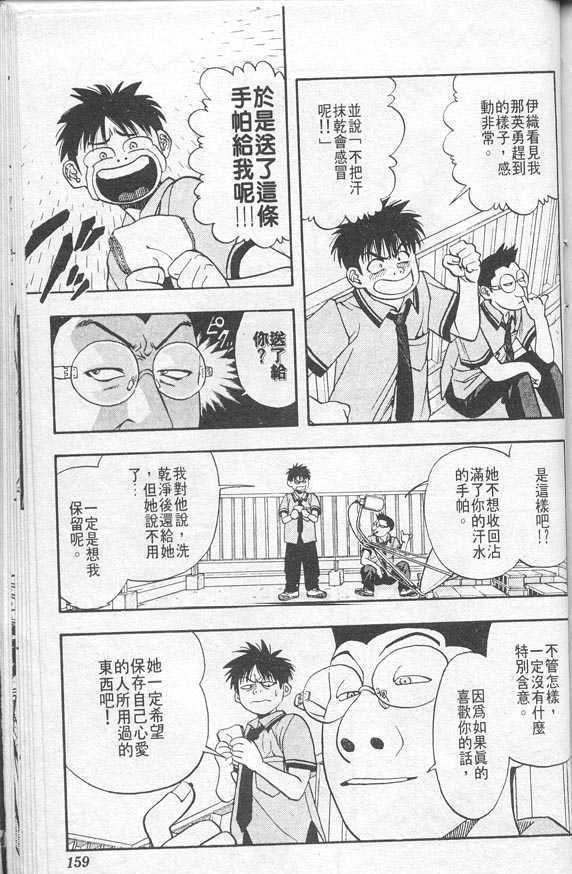 伊織看見我
那英勇趕到
的樣子，感
動非常。
並說「不把汗
抹乾會感冒
呢!!」
於是送了這條
手帕給我呢!!!
送了給
你?
ピク
是這樣吧!?
她不想收回沾
滿了你的汗水
的手帕。
我對他說，洗
乾淨後還給她
，但她說不用
了…
一定是想我
保留呢。
不管怎樣，
一定沒有什麼
特別含意。
因為如果真的
喜歡你的話，
她一定希望
保存自己心愛
的人所用過的
東西吧!
159